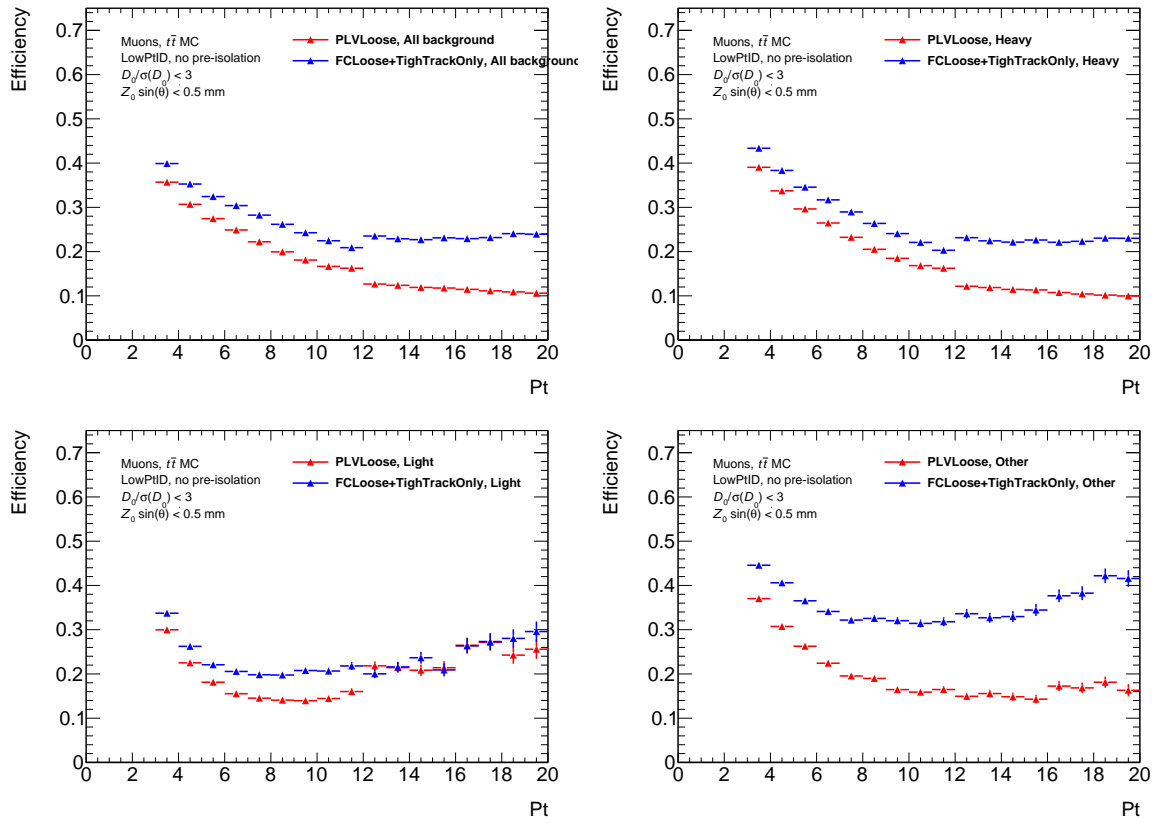 Efficiency
0.7
0.6
0.5
0.4
0.3
0.2
0.1
0
Muons, tt̄ MC
LowPtID, no pre-isolation
D₀/σ(D₀) < 3
Z₀ sin(θ) < 0.5 mm
PLVLoose, All background
FCLoose+TighTrackOnly, All background
0 2 4 6 8 10 12 14 16 18 20
Pt
Efficiency
0.7
0.6
0.5
0.4
0.3
0.2
0.1
0
Muons, tt̄ MC
LowPtID, no pre-isolation
D₀/σ(D₀) < 3
Z₀ sin(θ) < 0.5 mm
PLVLoose, Heavy
FCLoose+TighTrackOnly, Heavy
0 2 4 6 8 10 12 14 16 18 20
Pt
Efficiency
0.7
0.6
0.5
0.4
0.3
0.2
0.1
0
Muons, tt̄ MC
LowPtID, no pre-isolation
D₀/σ(D₀) < 3
Z₀ sin(θ) < 0.5 mm
PLVLoose, Light
FCLoose+TighTrackOnly, Light
0 2 4 6 8 10 12 14 16 18 20
Pt
Efficiency
0.7
0.6
0.5
0.4
0.3
0.2
0.1
0
Muons, tt̄ MC
LowPtID, no pre-isolation
D₀/σ(D₀) < 3
Z₀ sin(θ) < 0.5 mm
PLVLoose, Other
FCLoose+TighTrackOnly, Other
0 2 4 6 8 10 12 14 16 18 20
Pt